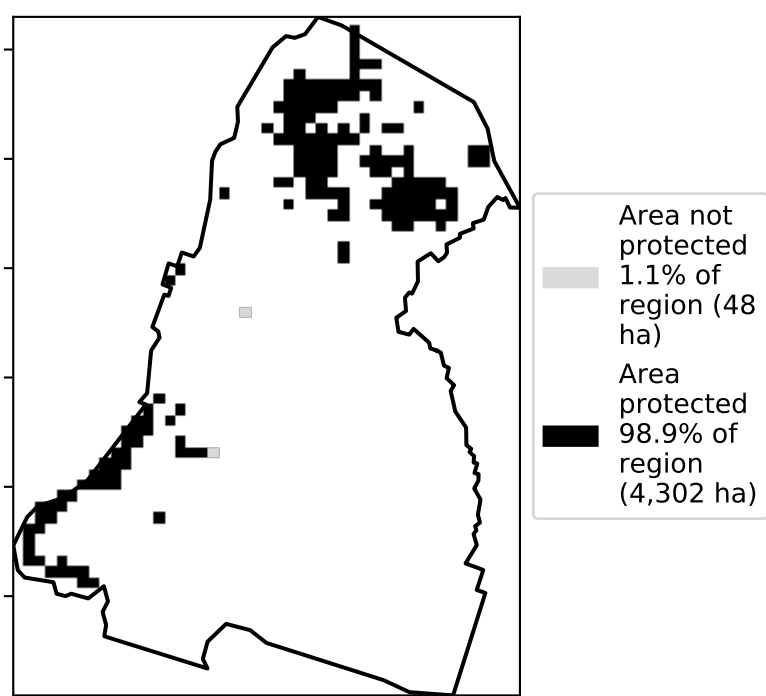 Area not
protected
1.1% of
region (48
ha)
Area
protected
98.9% of
region
(4,302 ha)